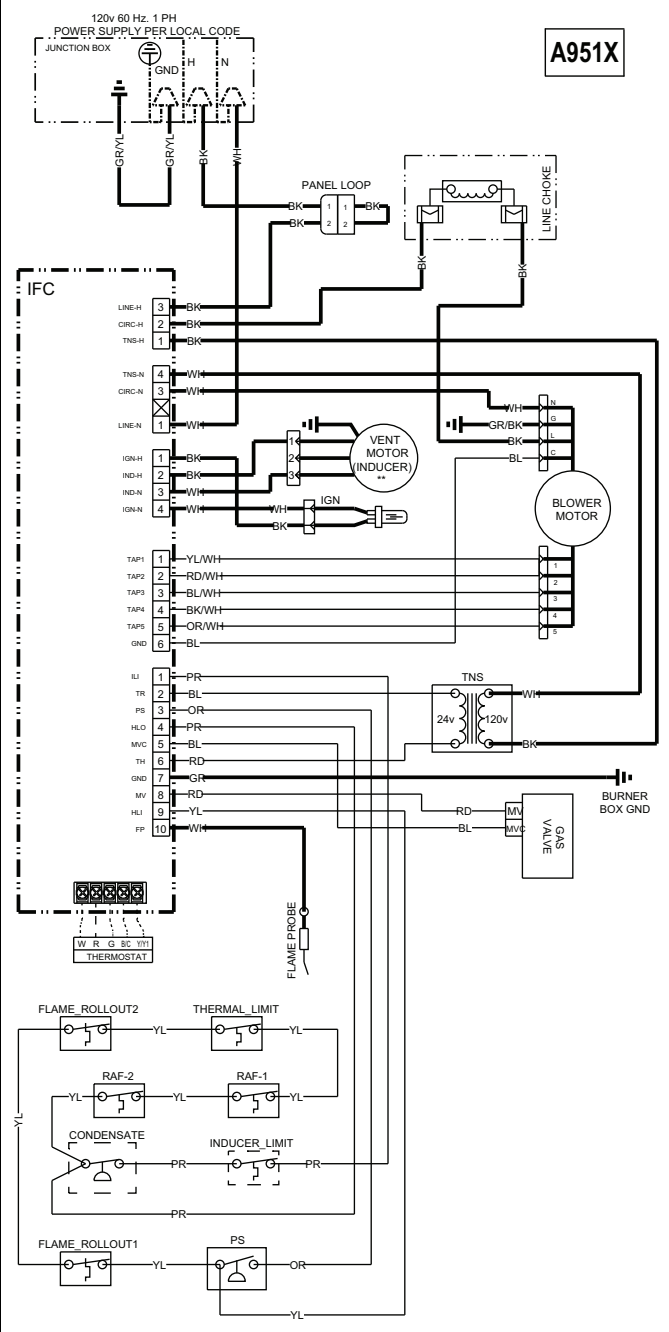 120v 60 Hz. 1 PH
POWER SUPPLY PER LOCAL CODE
JUNCTION BOX
GND
H
N
A951X
GR/YL
GR/YL
BK
WH
PANEL LOOP
BK
1
1
BK
BK
2
2
LINE CHOKE
BK
BK
IFC
LINE-H
3
BK
CIRC-H
2
BK
TNS-H
1
BK
TNS-N
4
WH
CIRC-N
3
WH
LINE-N
1
WH
WH
N
GR/BK
G
BK
L
BL
C
IGN-H
1
BK
IND-H
2
BK
IND-N
3
WH
IGN-N
4
WH
1
2
3
VENT
MOTOR
(INDUCER)
**
WH
IGN
BK
BLOWER
MOTOR
TAP1
1
YL/WH
1
TAP2
2
RD/WH
2
TAP3
3
BL/WH
3
TAP4
4
BK/WH
4
TAP5
5
OR/WH
5
GND
6
BL
ILI
1
PR
TR
2
BL
PS
3
OR
HLO
4
PR
MVC
5
BL
TH
6
RD
GND
7
GR
MV
8
RD
HLI
9
YL
FP
10
WH
TNS
24v
120v
WH
BK
BURNER
BOX GND
RD
MV
BL
MVC
GAS
VALVE
FLAME PROBE
W R G B/C Y/Y1
THERMOSTAT
FLAME_ROLLOUT2
THERMAL_LIMIT
YL
YL
RAF-2
RAF-1
YL
YL
YL
YL
CONDENSATE
INDUCER_LIMIT
PR
PR
PR
FLAME_ROLLOUT1
PS
YL
OR
YL